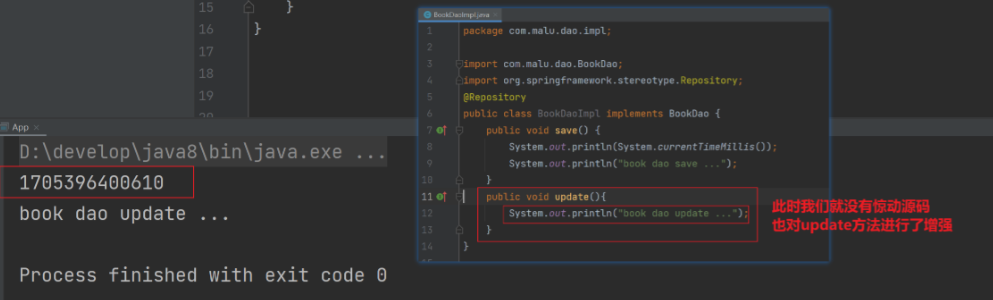 15
}
16
}
17
18
19
App
D:\develop\java8\bin\java.exe ...
1705396400610
book dao update ...
Process finished with exit code 0
BookDaoImpl.java
1 package com.malu.dao.impl;
2
3 import com.malu.dao.BookDao;
4 import org.springframework.stereotype.Repository;
5 @Repository
6 public class BookDaoImpl implements BookDao {
7 public void save() {
8 System.out.println(System.currentTimeMillis());
9 System.out.println("book dao save ...");
10 }
11 public void update(){
12 System.out.println("book dao update ...");
13 }
14 }
此时我们就没有惊动源码
也对update方法进行了增强